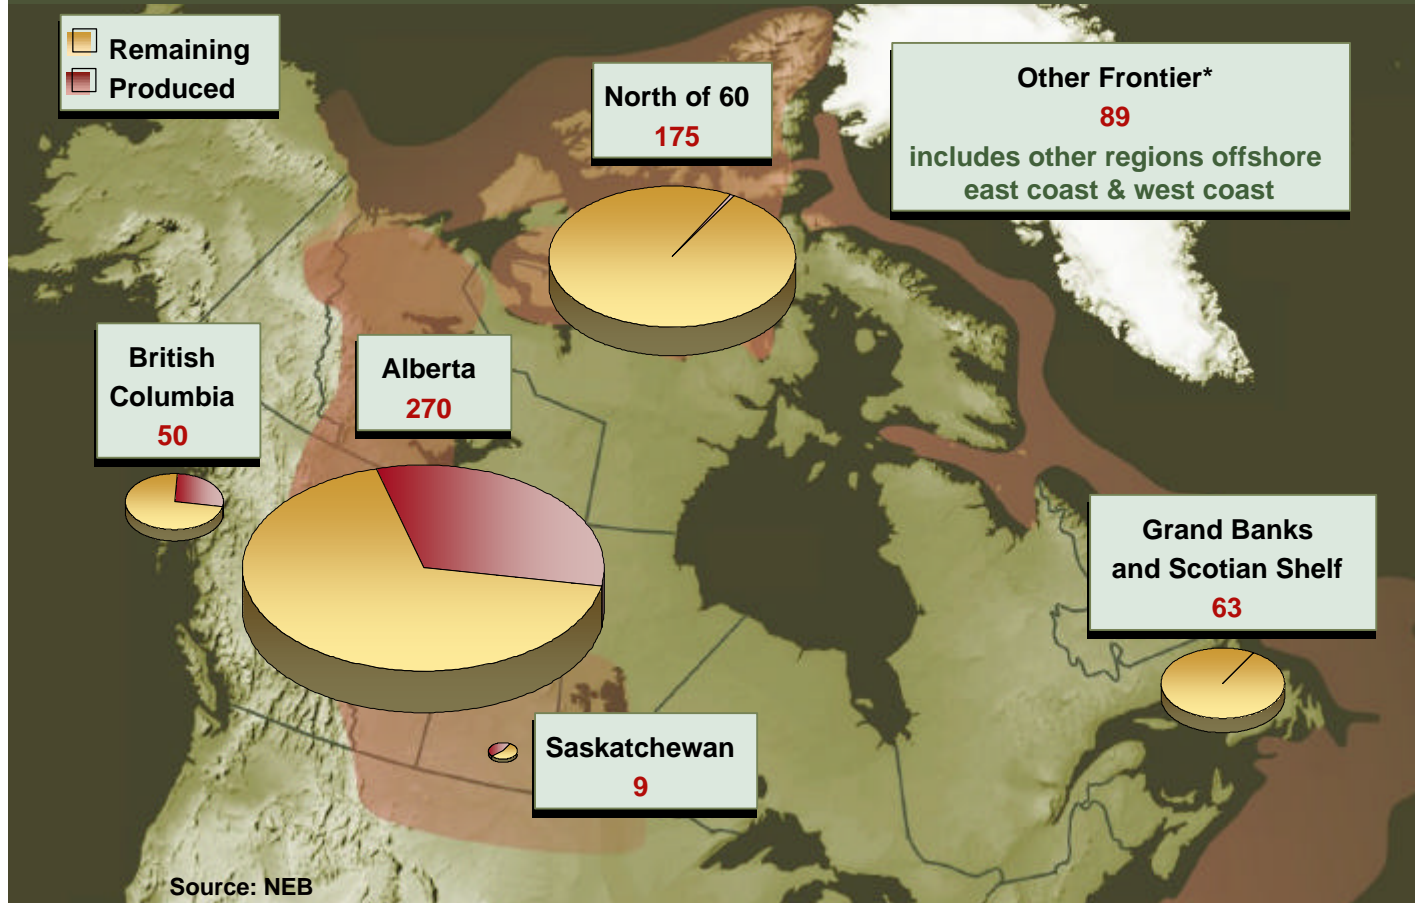 Remaining
Produced
North of 60
175
Other Frontier*
89
includes other regions offshore
east coast & west coast
British
Columbia
50
Alberta
270
Grand Banks
and Scotian Shelf
63
Saskatchewan
9
Source: NEB